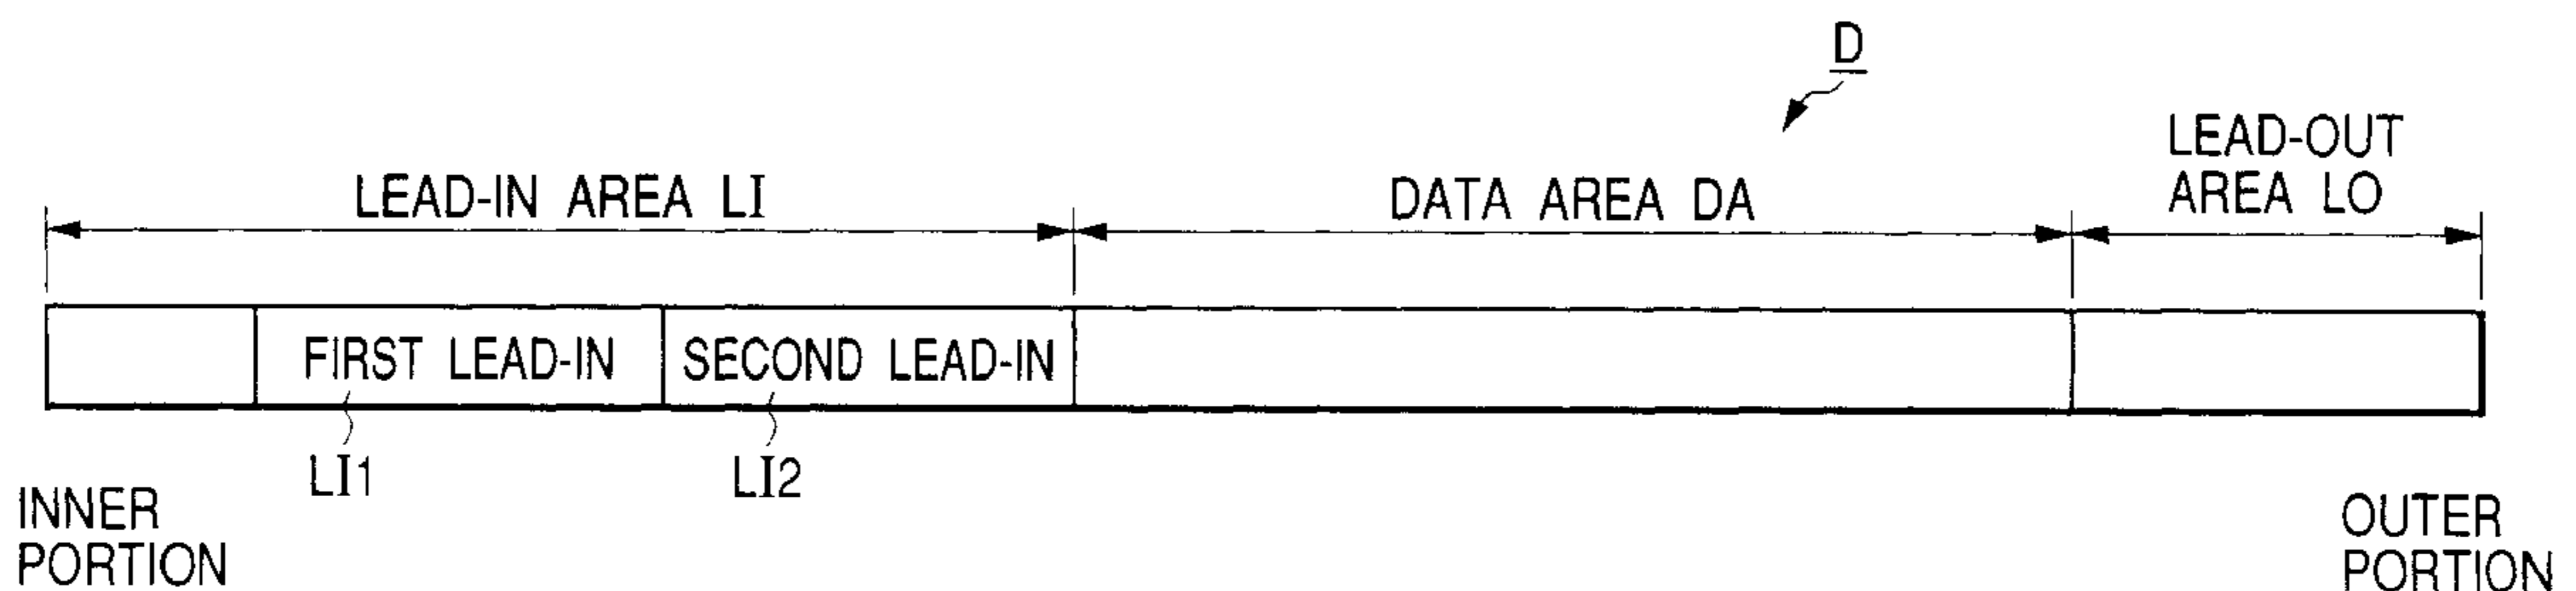 D
LEAD-IN AREA LI
DATA AREA DA
LEAD-OUT
AREA LO
FIRST LEAD-IN
SECOND LEAD-IN
LI1
LI2
INNER
PORTION
OUTER
PORTION